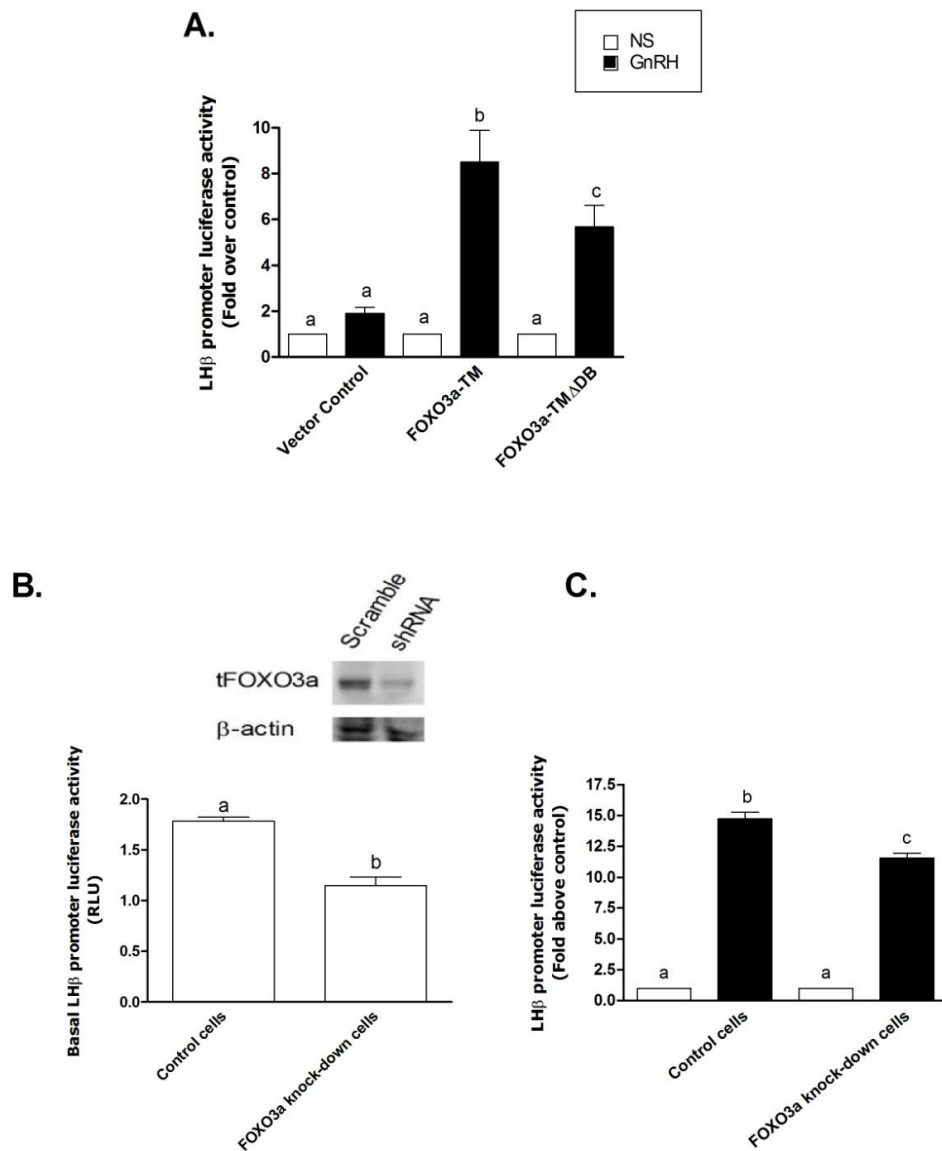 A.
NS
GnRH
LHβ promoter luciferase activity
(Fold over control)
10
8
6
4
2
0
a
a
a
b
a
c
Vector Control
FOXO3a-TM
FOXO3a-TMΔDB
B.
Scramble
shRNA
tFOXO3a
β-actin
Basal LHβ promoter luciferase activity
(RLU)
2.0
1.5
1.0
0.5
0.0
a
b
Control cells
FOXO3a knock-down cells
C.
LHβ promoter luciferase activity
(Fold above control)
17.5
15.0
12.5
10.0
7.5
5.0
2.5
0.0
a
b
a
c
Control cells
FOXO3a knock-down cells